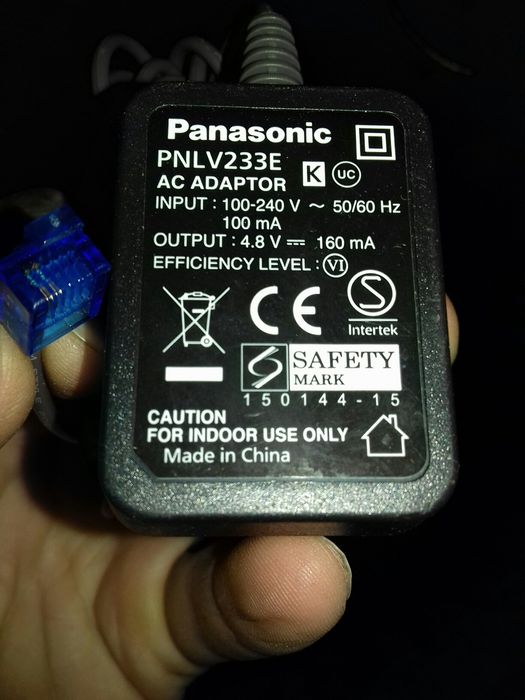 Panasonic
PNLV233E
K UC
AC ADAPTOR
INPUT : 100-240 V ~ 50/60 Hz
100 mA
OUTPUT : 4.8 V ⎓ 160 mA
EFFICIENCY LEVEL : VI
CE
S
Intertek
SAFETY
MARK
150144-15
CAUTION
FOR INDOOR USE ONLY
Made in China